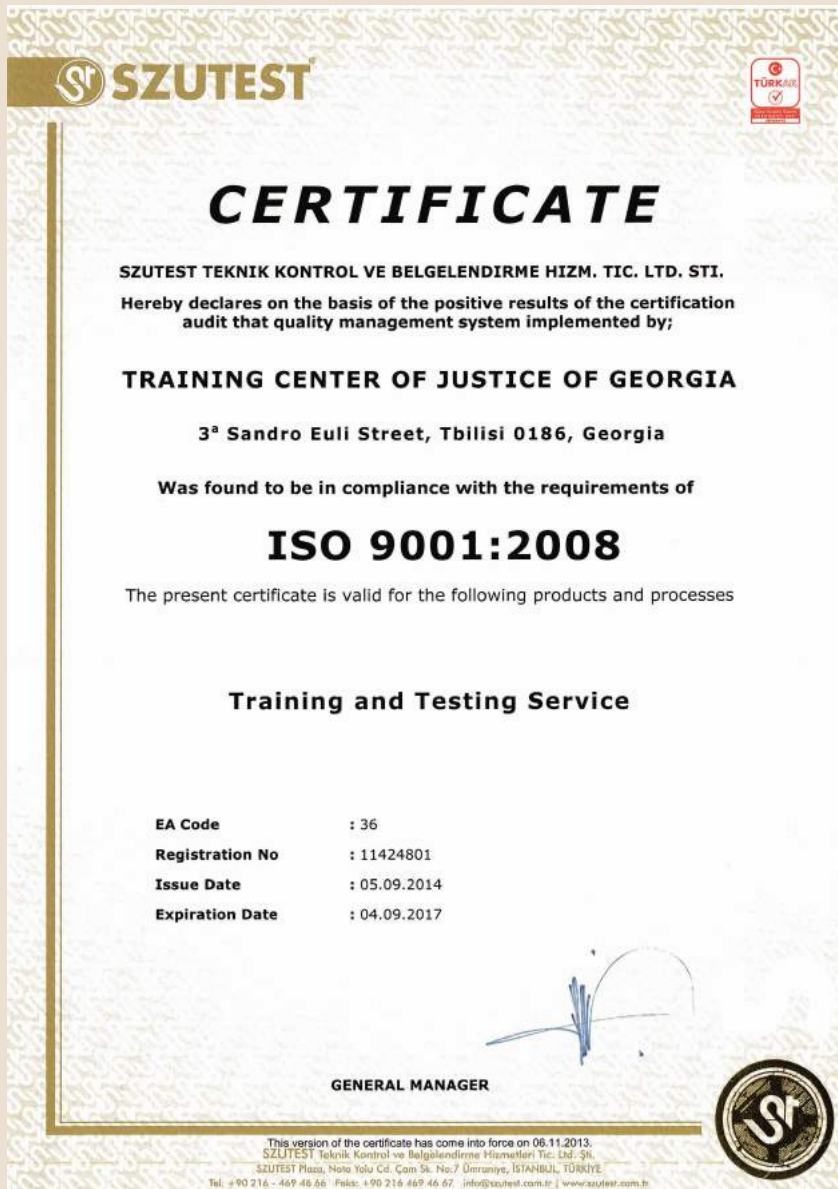 SZUTEST
TÜRKAK
CERTIFICATE
SZUTEST TEKNIK KONTROL VE BELGELENDIRME HIZM. TIC. LTD. STI.
Hereby declares on the basis of the positive results of the certification
audit that quality management system implemented by;
TRAINING CENTER OF JUSTICE OF GEORGIA
3ª Sandro Euli Street, Tbilisi 0186, Georgia
Was found to be in compliance with the requirements of
ISO 9001:2008
The present certificate is valid for the following products and processes
Training and Testing Service
EA Code : 36
Registration No : 11424801
Issue Date : 05.09.2014
Expiration Date : 04.09.2017
GENERAL MANAGER
This version of the certificate has come into force on 06.11.2013.
SZUTEST Teknik Kontrol ve Belgelendirme Hizmetleri Tic. Ltd. Şti.
SZUTEST Plaza, Nato Yolu Cd. Çam Sk. No:7 Ümraniye, İSTANBUL, TÜRKİYE
Tel: +90 216 - 469 46 66 Faks: +90 216 469 46 67 info@szutest.com.tr | www.szutest.com.tr